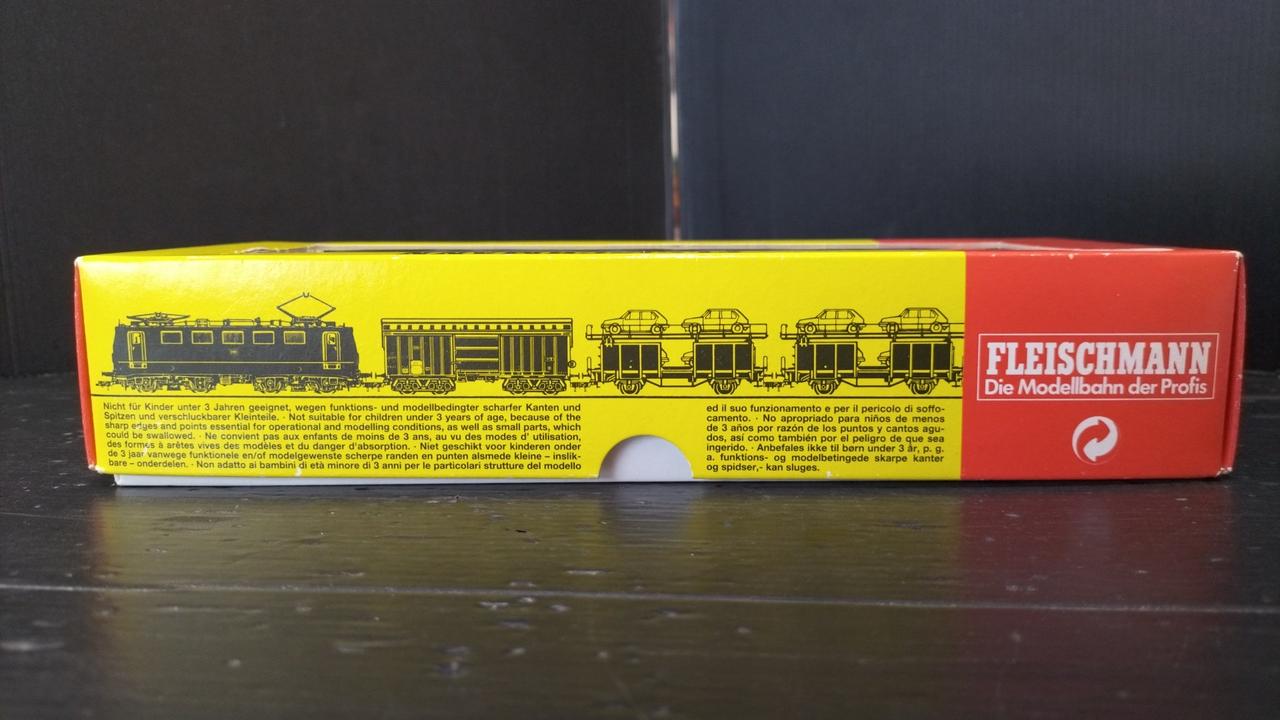 Nicht für Kinder unter 3 Jahren geeignet, wegen funktions- und modellbedingter scharfer Kanten und
Spitzen und verschluckbarer Kleinteile. · Not suitable for children under 3 years of age, because of the
sharp edges and points essential for operational and modelling conditions, as well as small parts, which
could be swallowed. · Ne convient pas aux enfants de moins de 3 ans, au vu des modes d' utilisation,
des formes à arêtes vives des modèles et du danger d'absorption. · Niet geschikt voor kinderen onder
de 3 jaar vanwege funktionele en/of modelgewenste scherpe randen en punten alsmede kleine – inslik-
bare – onderdelen. · Non adatto ai bambini di età minore di 3 anni per le particolari strutture del modello
ed il suo funzionamento e per il pericolo di soffo-
camento. · No apropriado para niños de menos
de 3 años por razón de los puntos y cantos agu-
dos, así como también por el peligro de que sea
ingerido. · Anbefales ikke til børn under 3 år, p. g.
a. funktions- og modelbetingede skarpe kanter
og spidser,- kan sluges.
FLEISCHMANN
Die Modellbahn der Profis